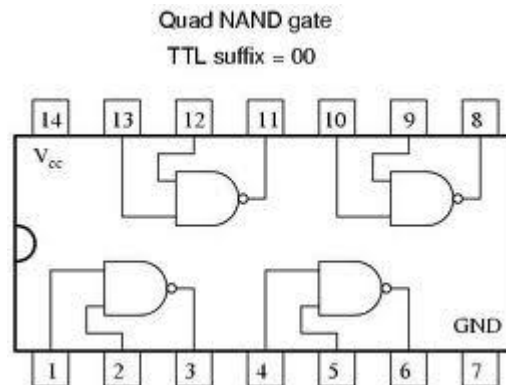 Quad NAND gate
TTL suffix = 00
14 13 12 11 10 9 8
Vcc
GND
1 2 3 4 5 6 7